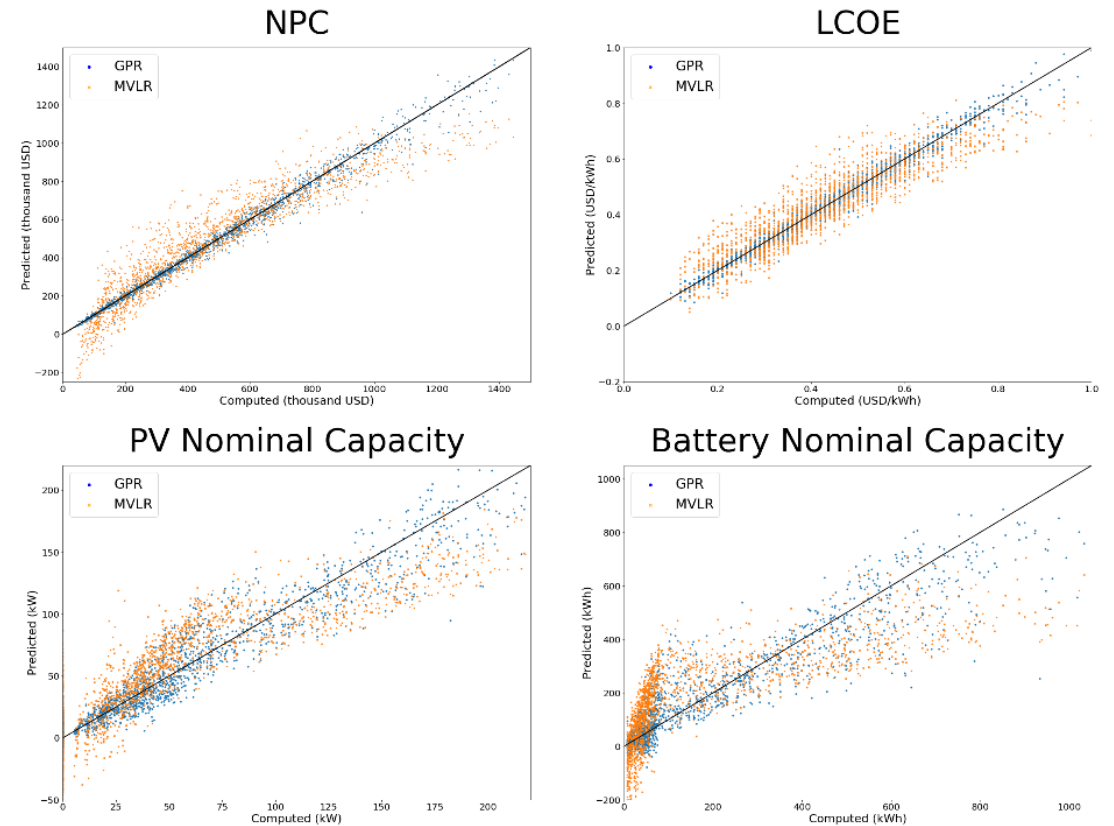 NPC
GPR
MVLR
1400
1200
1000
800
600
400
200
0
−200
0 200 400 600 800 1000 1200 1400
Predicted (thousand USD)
Computed (thousand USD)
LCOE
GPR
MVLR
1.0
0.8
0.6
0.4
0.2
0.0
−0.2
0.0 0.2 0.4 0.6 0.8 1.0
Predicted (USD/kWh)
Computed (USD/kWh)
PV Nominal Capacity
GPR
MVLR
200
150
100
50
0
−50
0 25 50 75 100 125 150 175 200
Predicted (kW)
Computed (kW)
Battery Nominal Capacity
GPR
MVLR
1000
800
600
400
200
0
−200
0 200 400 600 800 1000
Predicted (kWh)
Computed (kWh)